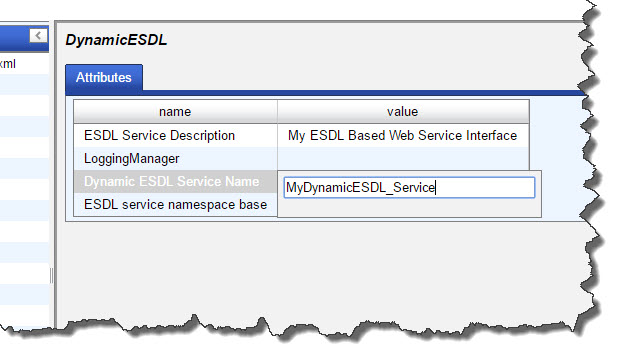 DynamicESDL
xml
Attributes
name value
ESDL Service Description My ESDL Based Web Service Interface
LoggingManager
Dynamic ESDL Service Name MyDynamicESDL_Service
ESDL service namespace base